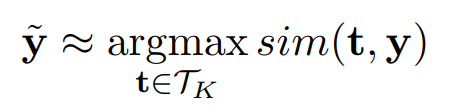 ỹ ≈ argmax sim(t, y)
t∈𝒯_K